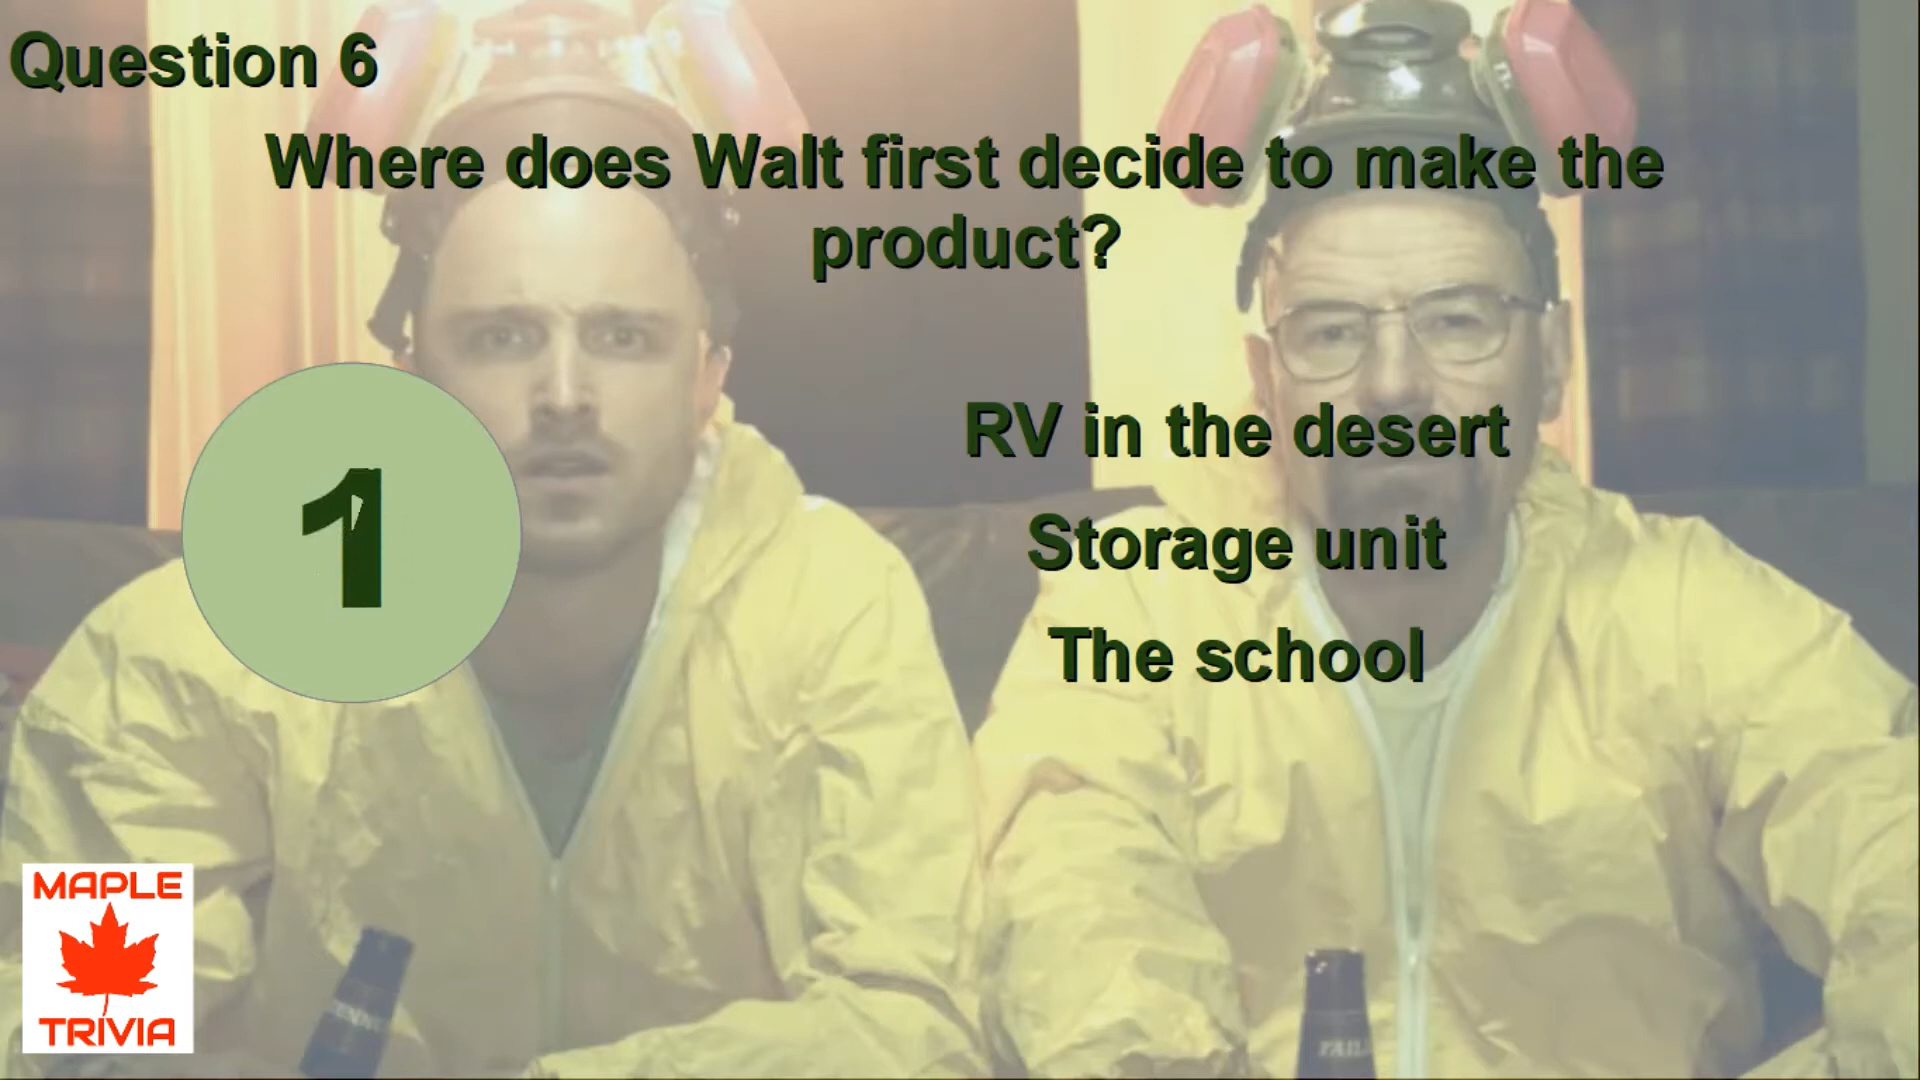 Question 6
Where does Walt first decide to make the
product?
1
RV in the desert
Storage unit
The school
MAPLE
TRIVIA